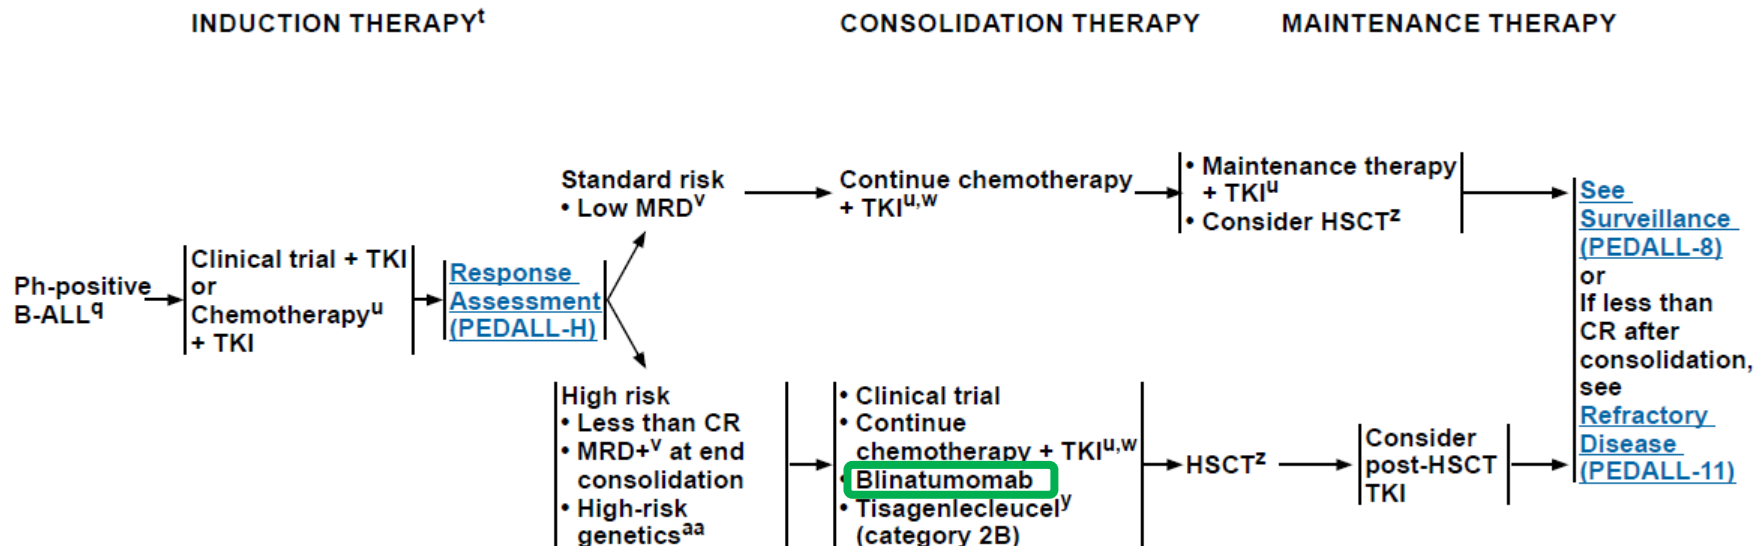 INDUCTION THERAPYᵗ
CONSOLIDATION THERAPY
MAINTENANCE THERAPY
Ph-positive
B-ALLq
Clinical trial + TKI
or
Chemotherapyᵘ
+ TKI
Response
Assessment
(PEDALL-H)
Standard risk
• Low MRDᵛ
Continue chemotherapy
+ TKIᵘ,ʷ
• Maintenance therapy
+ TKIᵘ
• Consider HSCTᶻ
High risk
• Less than CR
• MRD+ᵛ at end
consolidation
• High-risk
geneticsᵃᵃ
• Clinical trial
• Continue
chemotherapy + TKIᵘ,ʷ
• Blinatumomab
• Tisagenlecleucelʸ
(category 2B)
HSCTᶻ
Consider
post-HSCT
TKI
See
Surveillance
(PEDALL-8)
or
If less than
CR after
consolidation,
see
Refractory
Disease
(PEDALL-11)